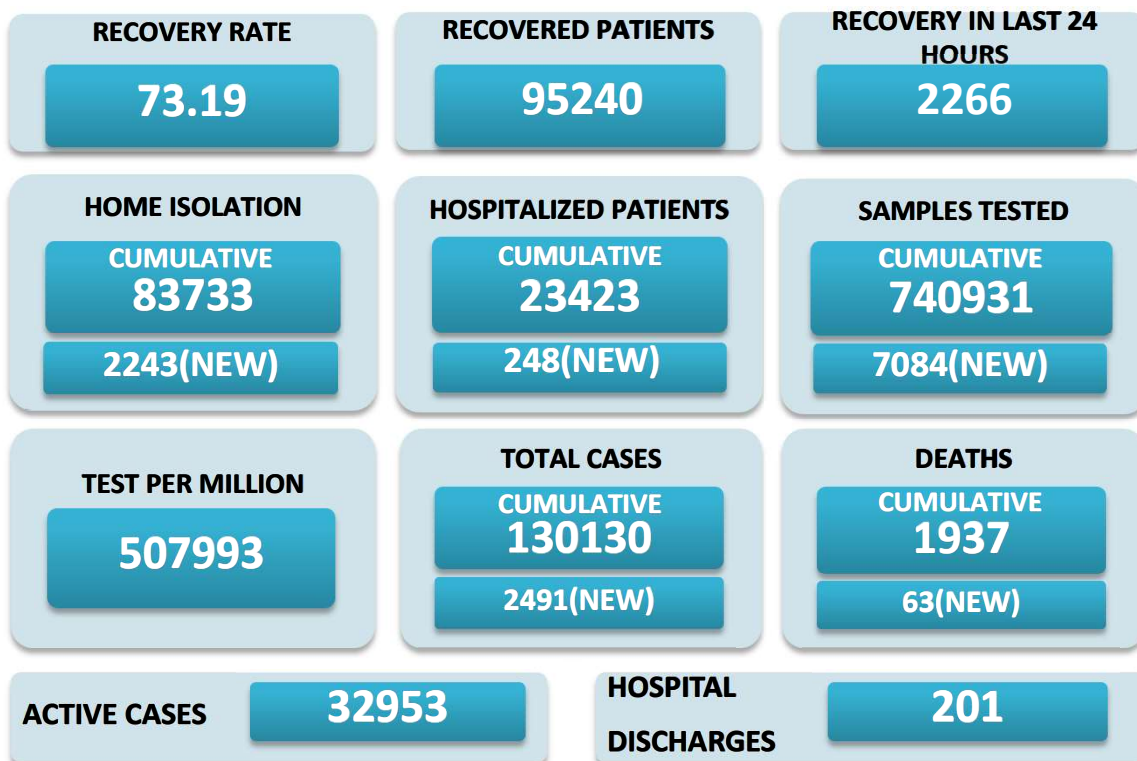 RECOVERY RATE
73.19
RECOVERED PATIENTS
95240
RECOVERY IN LAST 24
HOURS
2266
HOME ISOLATION
CUMULATIVE
83733
2243(NEW)
HOSPITALIZED PATIENTS
CUMULATIVE
23423
248(NEW)
SAMPLES TESTED
CUMULATIVE
740931
7084(NEW)
TEST PER MILLION
507993
TOTAL CASES
CUMULATIVE
130130
2491(NEW)
DEATHS
CUMULATIVE
1937
63(NEW)
ACTIVE CASES
32953
HOSPITAL
DISCHARGES
201